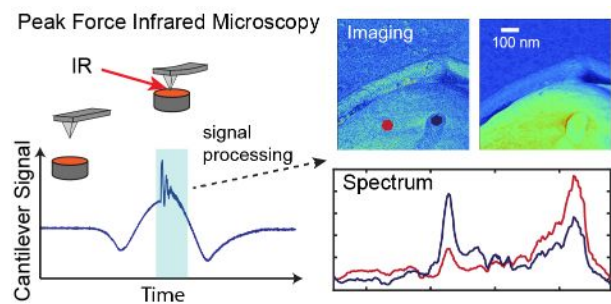 Peak Force Infrared Microscopy
IR
signal
processing
Cantilever Signal
Time
Imaging
100 nm
Spectrum